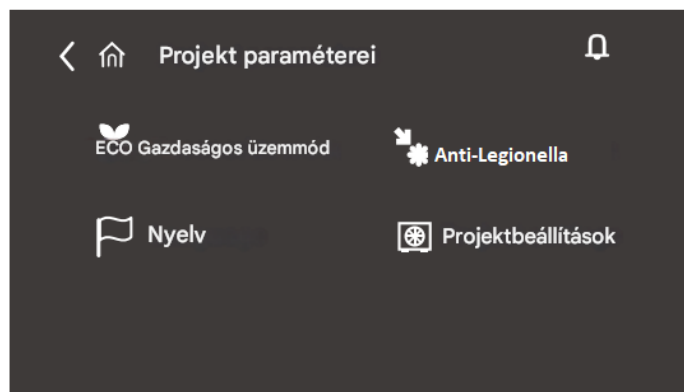 Projekt paraméterei
ECO Gazdaságos üzemmód
Anti-Legionella
Nyelv
Projektbeállítások